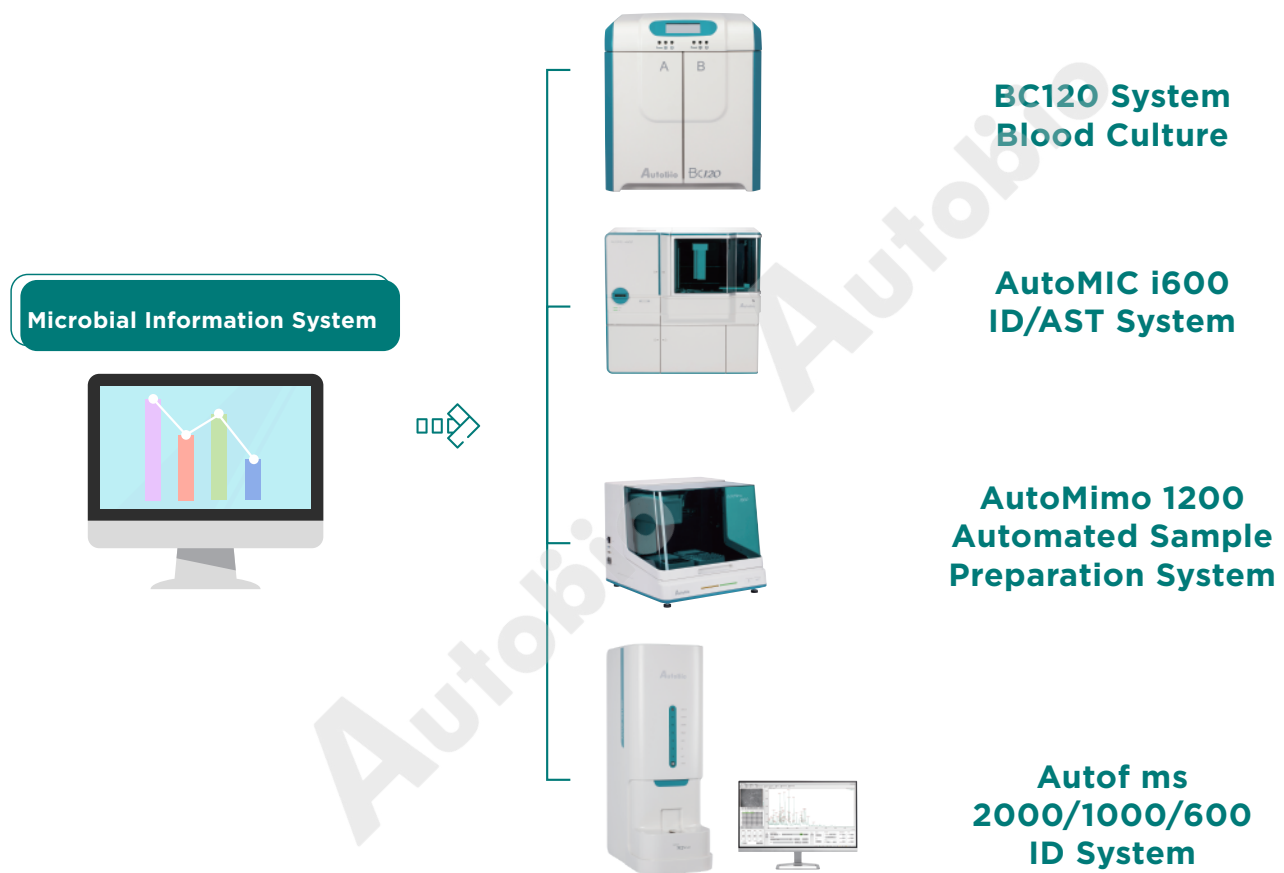 Microbial Information System
A B
Autobio BC120
BC120 System
Blood Culture
AutoMIC i600
ID/AST System
AutoMimo 1200
Automated Sample
Preparation System
Autobio
Autof ms
2000/1000/600
ID System
Autobio
Autobio